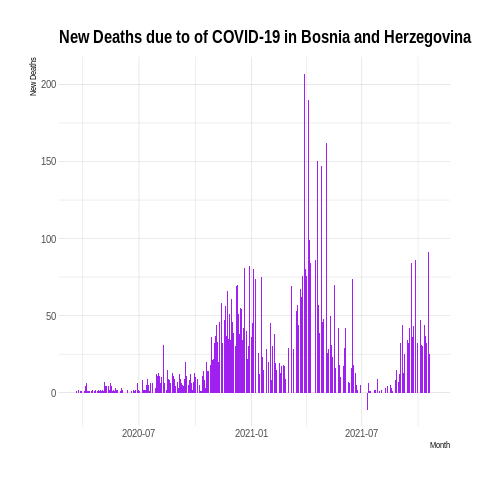 New Deaths due to of COVID-19 in Bosnia and Herzegovina
New Deaths
200
150
100
50
0
2020-07
2021-01
2021-07
Month